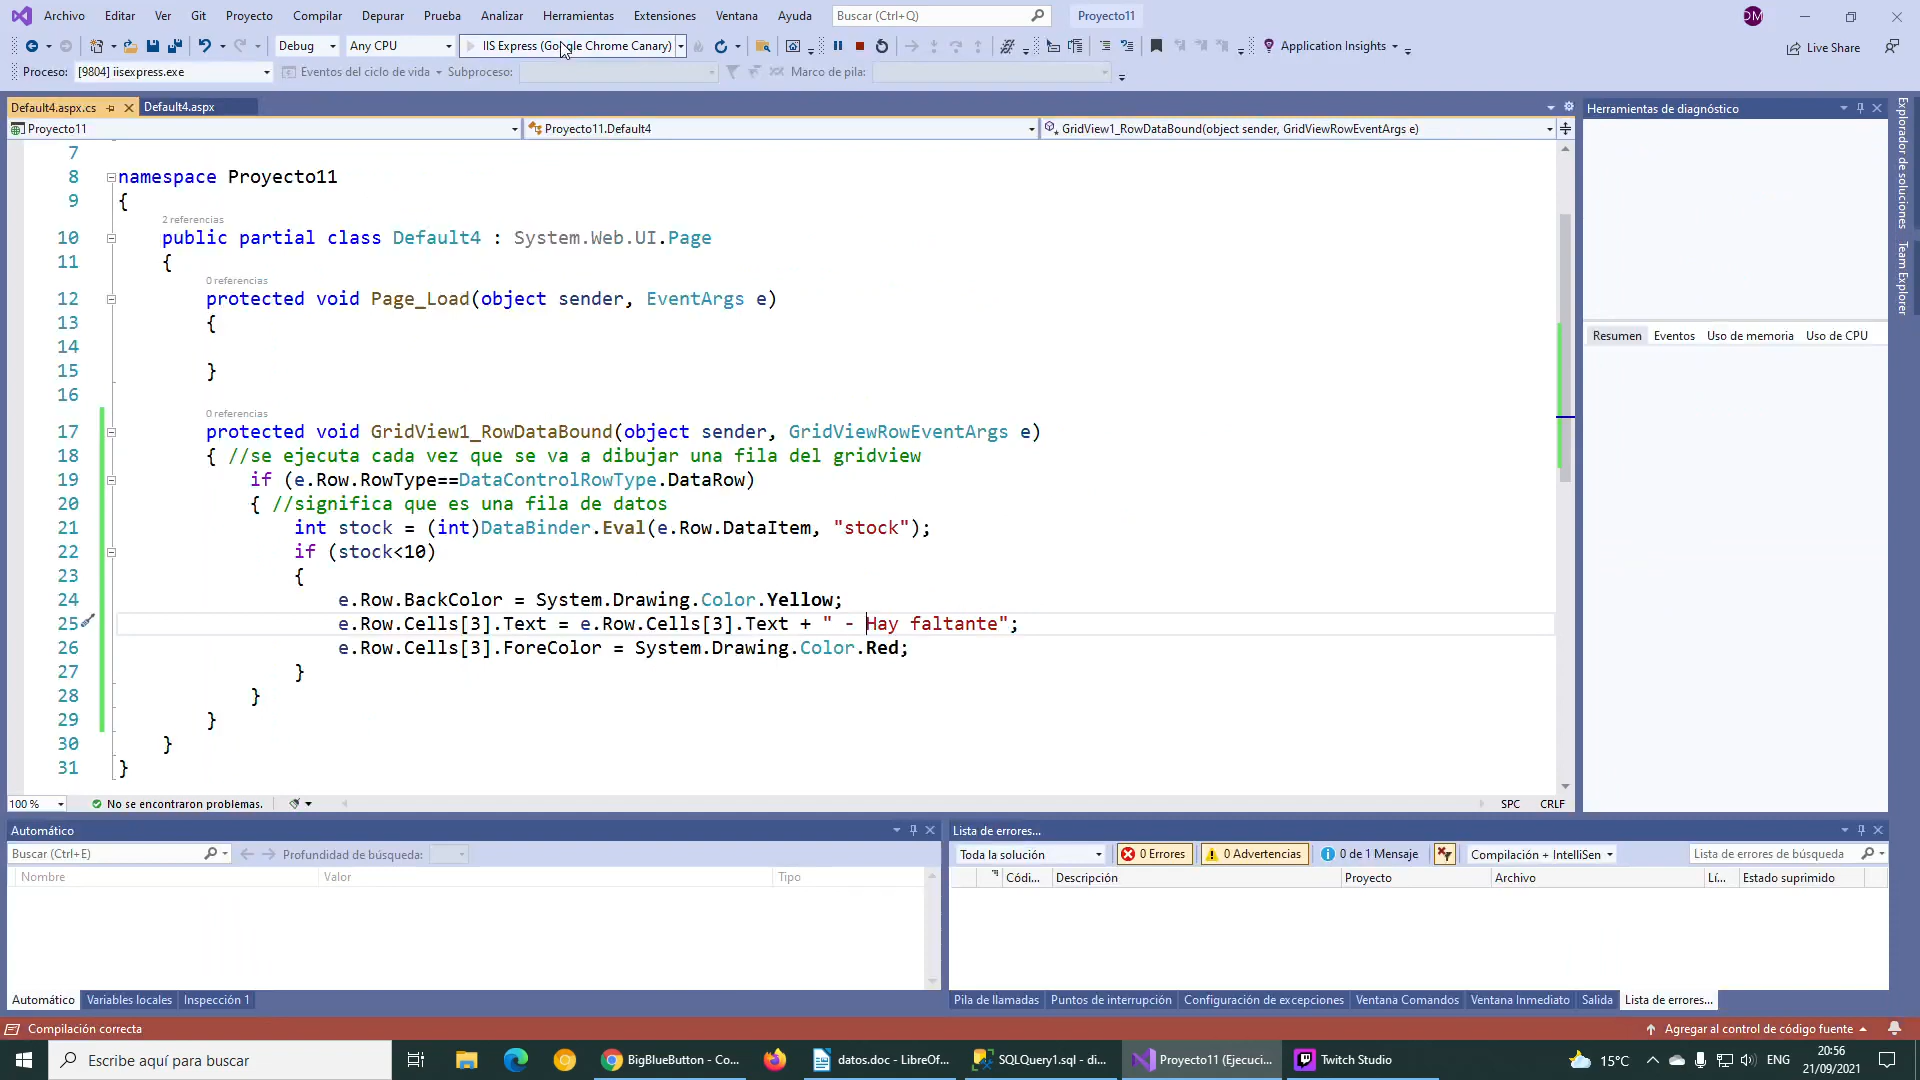 Archivo Editar Ver Git Proyecto Compilar Depurar Prueba Analizar Herramientas Extensiones Ventana Ayuda Buscar (Ctrl+Q) Proyecto11 DM
Debug Any CPU IIS Express (Google Chrome Canary) Application Insights Live Share
Proceso: [9804] iisexpress.exe Eventos del ciclo de vida Subproceso: Marco de pila:
Default4.aspx.cs Default4.aspx Herramientas de diagnóstico
Proyecto11 Proyecto11.Default4 GridView1_RowDataBound(object sender, GridViewRowEventArgs e)
7
8 namespace Proyecto11
9 {
2 referencias
10 public partial class Default4 : System.Web.UI.Page
11 {
0 referencias
12 protected void Page_Load(object sender, EventArgs e)
13 {
14
15 }
16
0 referencias
17 protected void GridView1_RowDataBound(object sender, GridViewRowEventArgs e)
18 { //se ejecuta cada vez que se va a dibujar una fila del gridview
19 if (e.Row.RowType==DataControlRowType.DataRow)
20 { //significa que es una fila de datos
21 int stock = (int)DataBinder.Eval(e.Row.DataItem, "stock");
22 if (stock<10)
23 {
24 e.Row.BackColor = System.Drawing.Color.Yellow;
25 e.Row.Cells[3].Text = e.Row.Cells[3].Text + " - Hay faltante";
26 e.Row.Cells[3].ForeColor = System.Drawing.Color.Red;
27 }
28 }
29 }
30 }
31 }
Resumen Eventos Uso de memoria Uso de CPU
Explorador de soluciones
Team Explorer
100 % No se encontraron problemas. SPC CRLF
Automático
Buscar (Ctrl+E) Profundidad de búsqueda:
Nombre Valor Tipo
Automático Variables locales Inspección 1
Lista de errores...
Toda la solución 0 Errores 0 Advertencias 0 de 1 Mensaje Compilación + IntelliSen Lista de errores de búsqueda
Códi... Descripción Proyecto Archivo Lí... Estado suprimido
Pila de llamadas Puntos de interrupción Configuración de excepciones Ventana Comandos Ventana Inmediato Salida Lista de errores...
Compilación correcta Agregar al control de código fuente
Escribe aquí para buscar BigBlueButton - Co... datos.doc - LibreOf... SQLQuery1.sql - di... Proyecto11 (Ejecuci... Twitch Studio 15°C ENG 20:56
21/09/2021